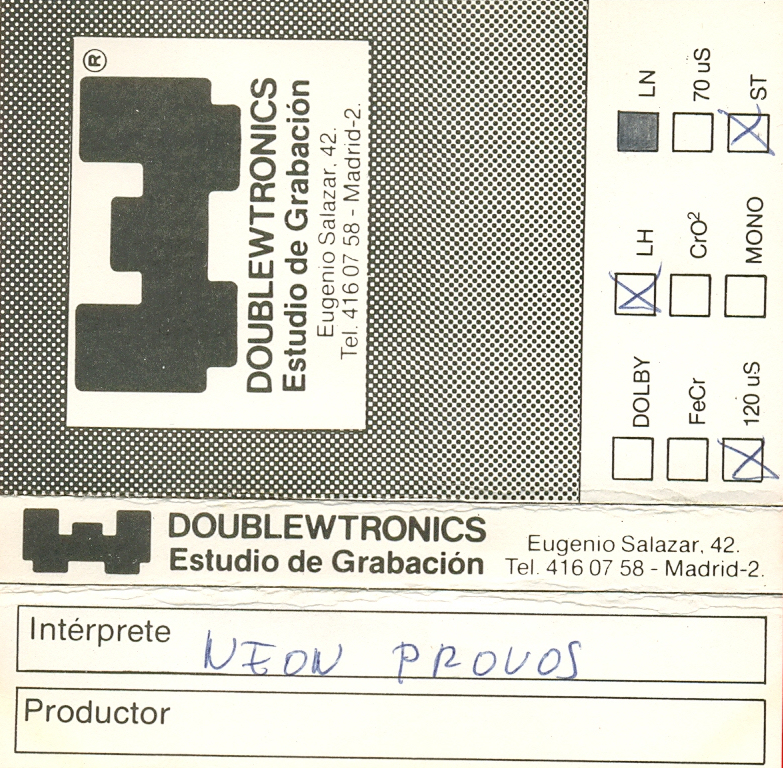 ®
DOUBLEWTRONICS
Estudio de Grabación
Eugenio Salazar, 42.
Tel. 416 07 58 - Madrid-2.
LN
70 uS
ST
LH
CrO²
MONO
DOLBY
FeCr
120 uS
DOUBLEWTRONICS
Estudio de Grabación
Eugenio Salazar, 42.
Tel. 416 07 58 - Madrid-2.
Intérprete NEON PROVOS
Productor